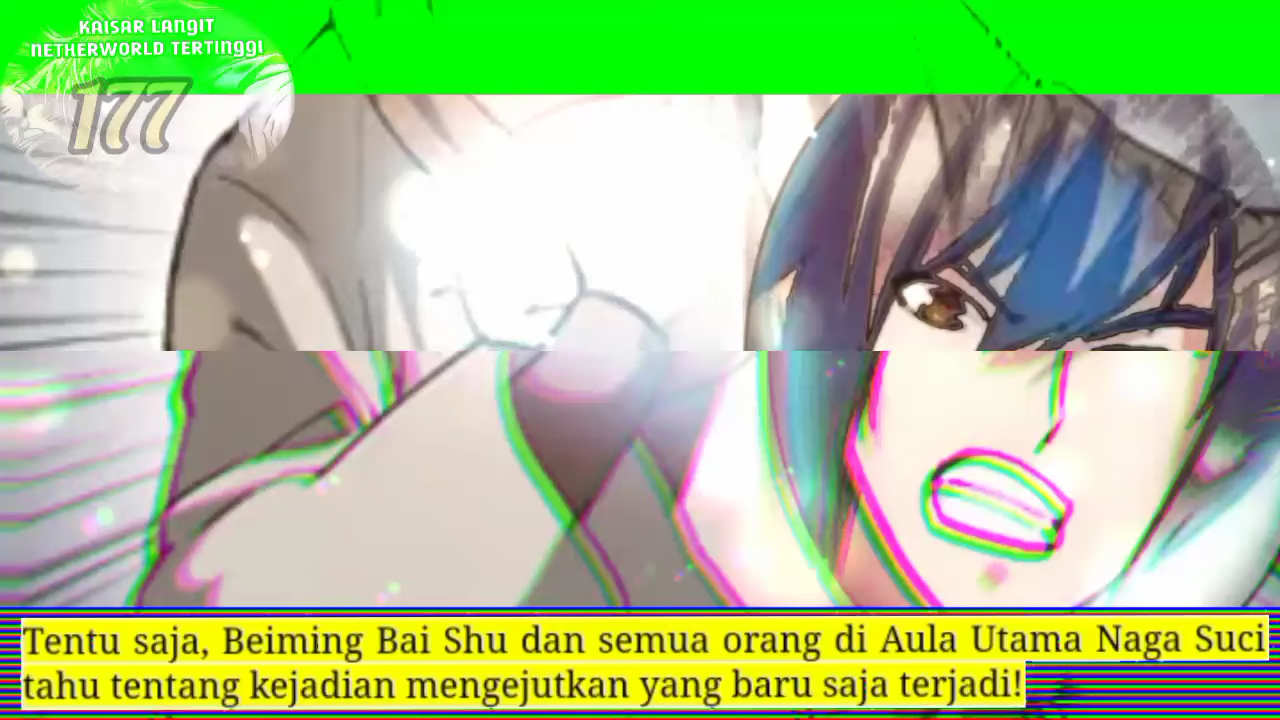 KAISAR LANGIT
NETHERWORLD TERTINGGI
177
Tentu saja, Beiming Bai Shu dan semua orang di Aula Utama Naga Suci
tahu tentang kejadian mengejutkan yang baru saja terjadi!